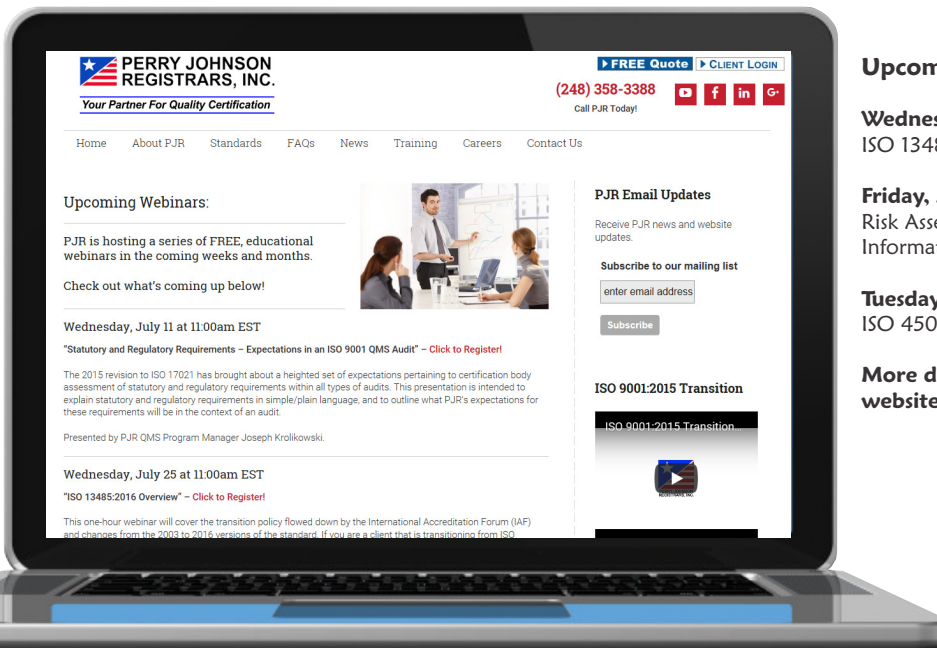 PERRY JOHNSON
REGISTRARS, INC.
Your Partner For Quality Certification
FREE Quote
CLIENT LOGIN
(248) 358-3388
Call PJR Today!
f
in
G+
Home About PJR Standards FAQs News Training Careers Contact Us
Upcoming Webinars:
PJR is hosting a series of FREE, educational
webinars in the coming weeks and months.
Check out what's coming up below!
Wednesday, July 11 at 11:00am EST
"Statutory and Regulatory Requirements – Expectations in an ISO 9001 QMS Audit" – Click to Register!
The 2015 revision to ISO 17021 has brought about a heighted set of expectations pertaining to certification body
assessment of statutory and regulatory requirements within all types of audits. This presentation is intended to
explain statutory and regulatory requirements in simple/plain language, and to outline what PJR's expectations for
these requirements will be in the context of an audit.
Presented by PJR QMS Program Manager Joseph Krolikowski.
Wednesday, July 25 at 11:00am EST
"ISO 13485:2016 Overview" – Click to Register!
This one-hour webinar will cover the transition policy flowed down by the International Accreditation Forum (IAF)
and changes from the 2003 to 2016 versions of the standard. If you are a client that is transitioning from ISO
PJR Email Updates
Receive PJR news and website
updates.
Subscribe to our mailing list
enter email address
Subscribe
ISO 9001:2015 Transition
ISO 9001:2015 Transition...
REGISTRARS, INC.
Upcom
Wednes
ISO 1348
Friday,
Risk Asse
Informa
Tuesday
ISO 450
More d
website